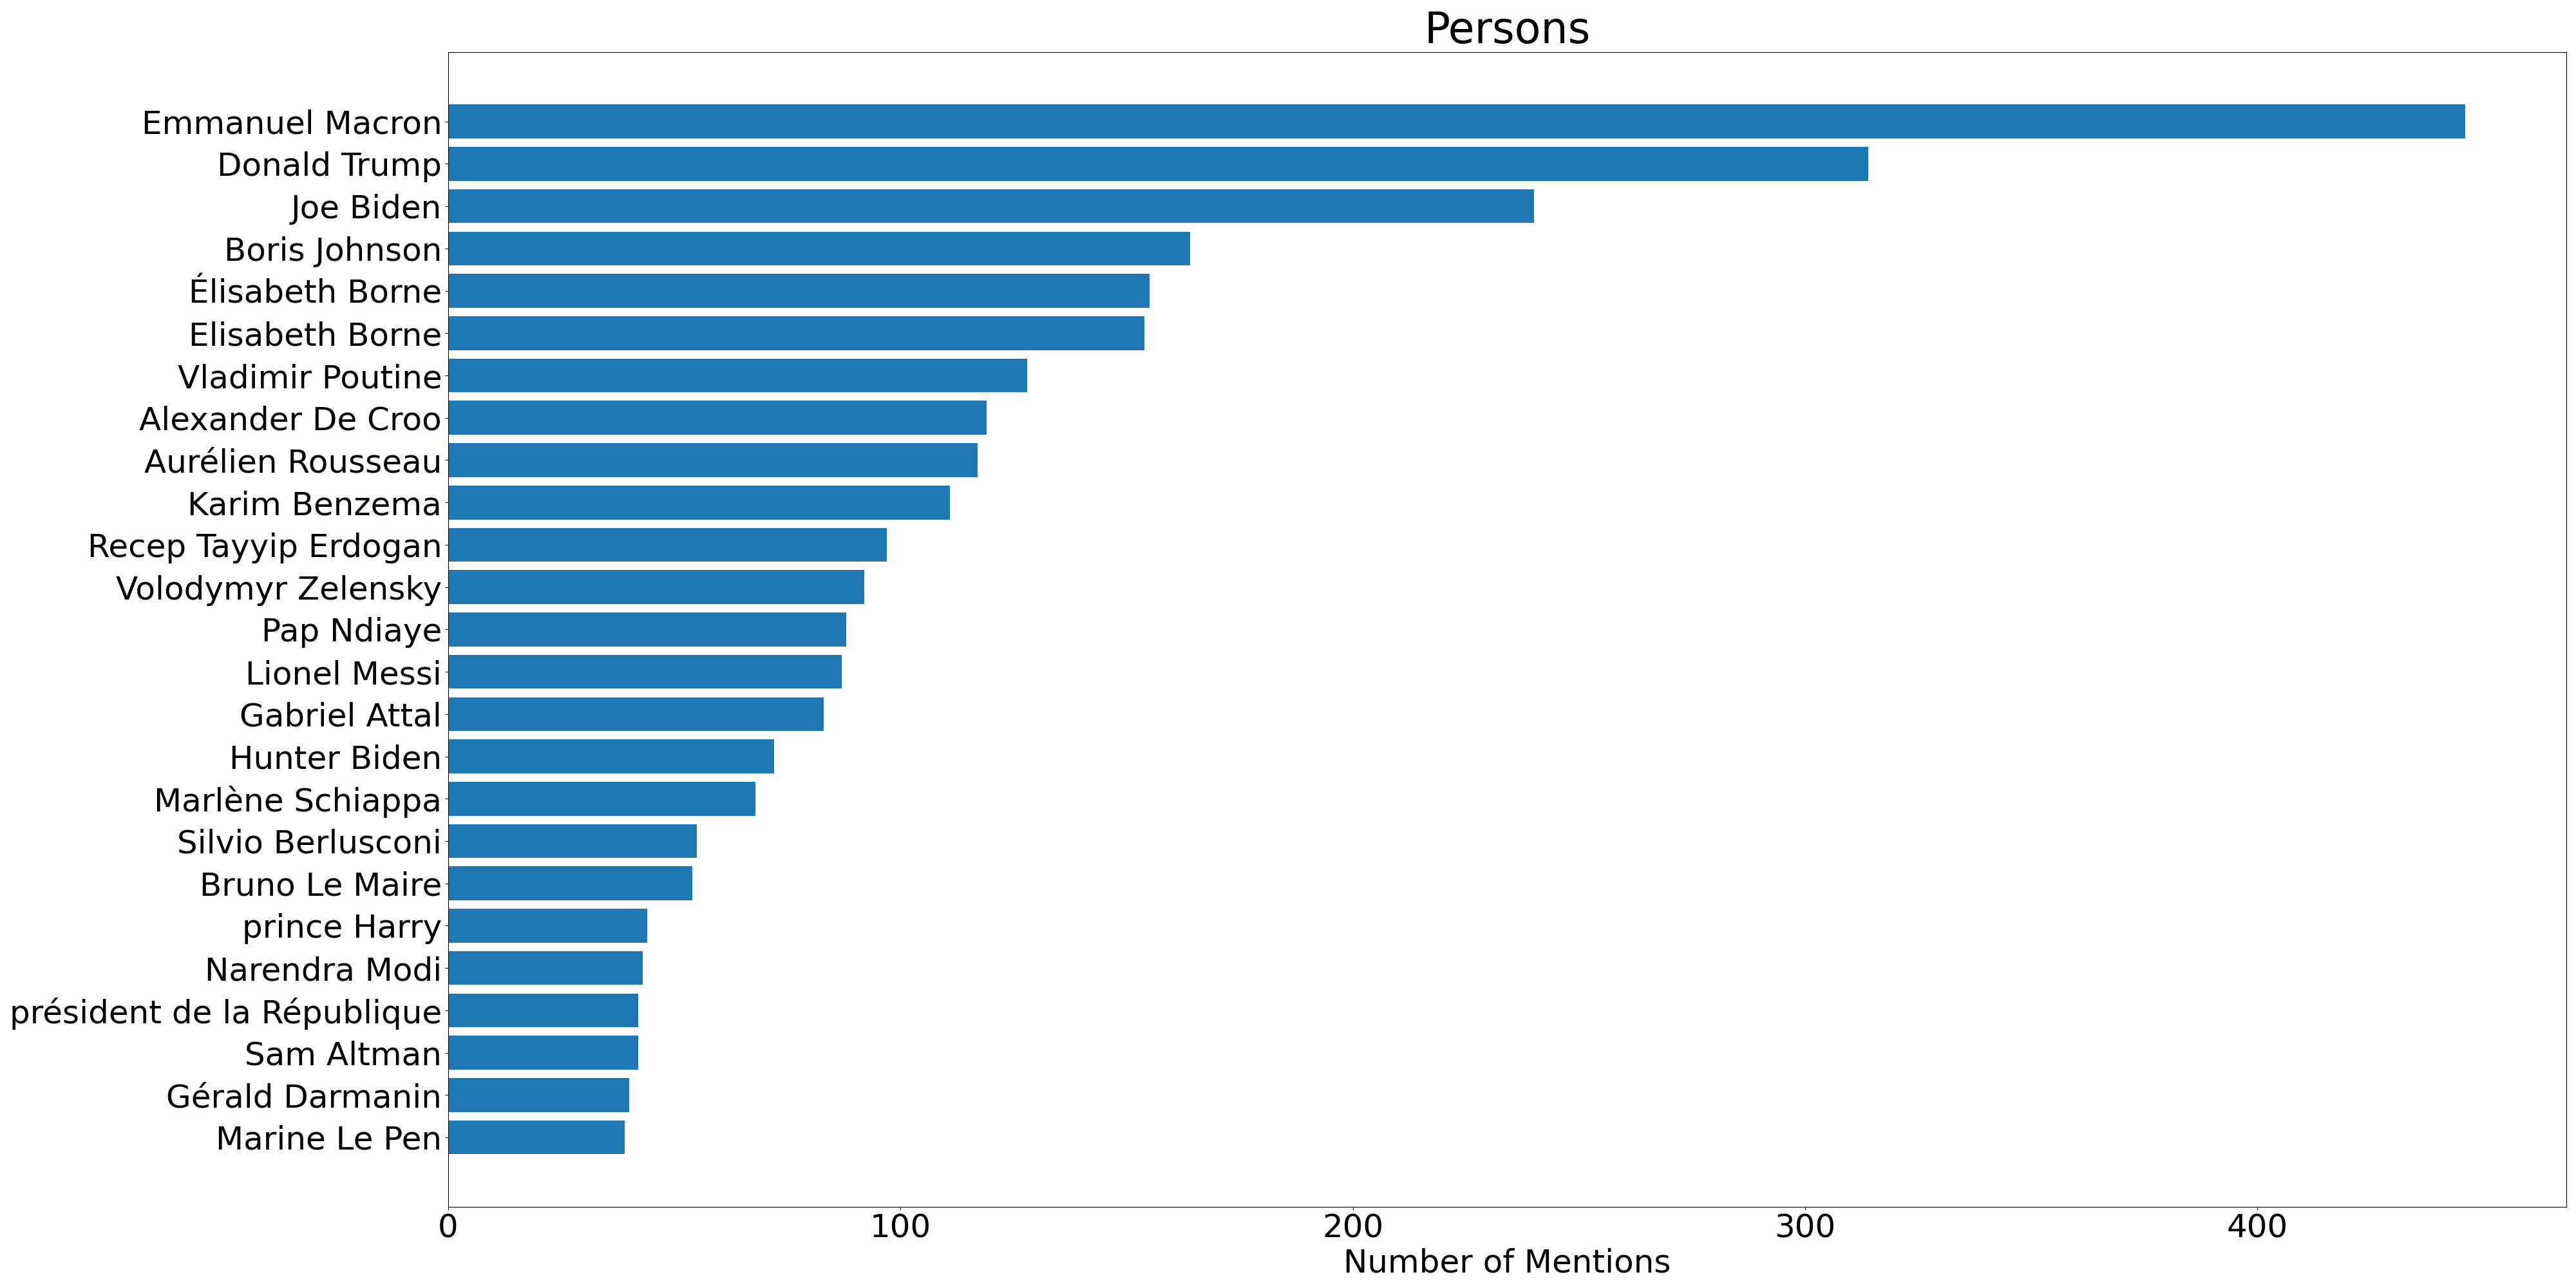 Persons
Emmanuel Macron
Donald Trump
Joe Biden
Boris Johnson
Élisabeth Borne
Elisabeth Borne
Vladimir Poutine
Alexander De Croo
Aurélien Rousseau
Karim Benzema
Recep Tayyip Erdogan
Volodymyr Zelensky
Pap Ndiaye
Lionel Messi
Gabriel Attal
Hunter Biden
Marlène Schiappa
Silvio Berlusconi
Bruno Le Maire
prince Harry
Narendra Modi
président de la République
Sam Altman
Gérald Darmanin
Marine Le Pen
0 100 200 300 400
Number of Mentions